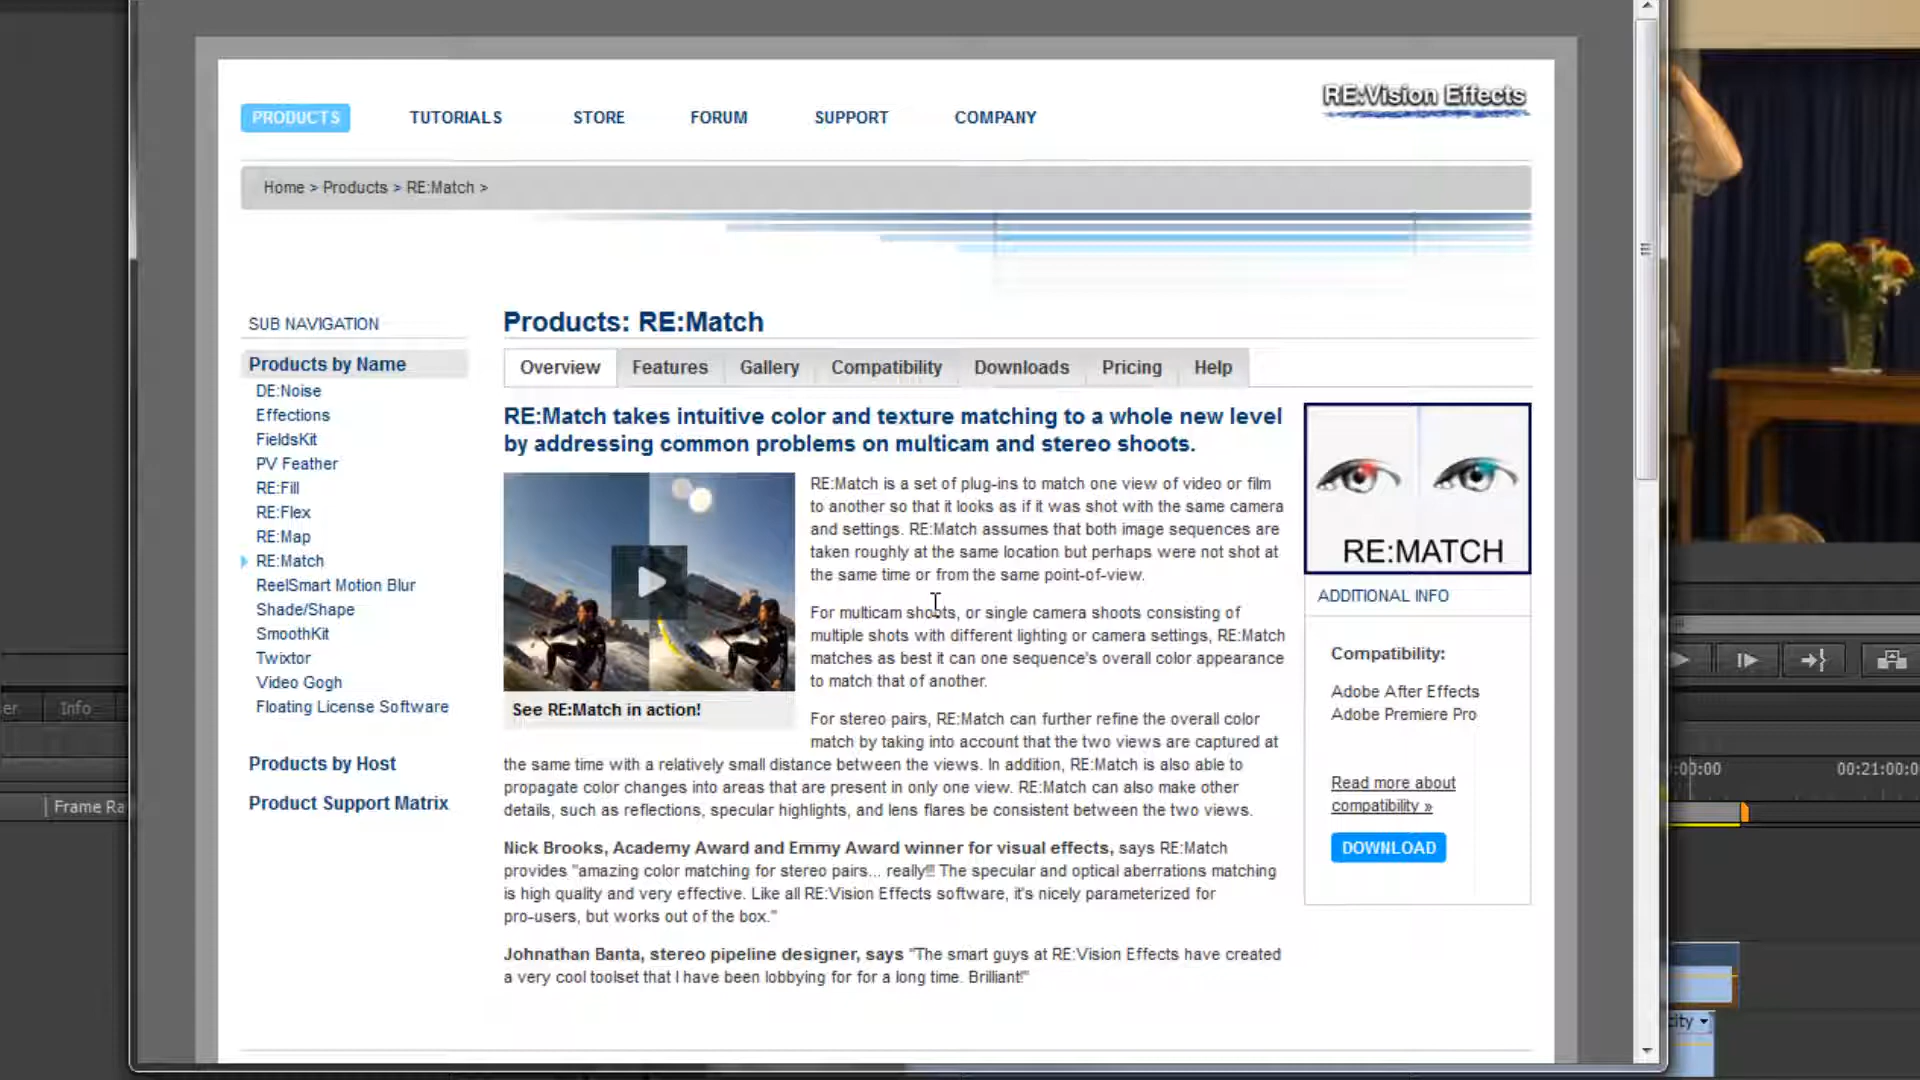 PRODUCTS TUTORIALS STORE FORUM SUPPORT COMPANY
RE:Vision Effects
Home > Products > RE:Match >
SUB NAVIGATION
Products by Name
DE:Noise
Effections
FieldsKit
PV Feather
RE:Fill
RE:Flex
RE:Map
RE:Match
ReelSmart Motion Blur
Shade/Shape
SmoothKit
Twixtor
Video Gogh
Floating License Software
Products by Host
Product Support Matrix
Products: RE:Match
Overview Features Gallery Compatibility Downloads Pricing Help
RE:Match takes intuitive color and texture matching to a whole new level
by addressing common problems on multicam and stereo shoots.
See RE:Match in action!
RE:Match is a set of plug-ins to match one view of video or film
to another so that it looks as if it was shot with the same camera
and settings. RE:Match assumes that both image sequences are
taken roughly at the same location but perhaps were not shot at
the same time or from the same point-of-view.
For multicam shoots, or single camera shoots consisting of
multiple shots with different lighting or camera settings, RE:Match
matches as best it can one sequence's overall color appearance
to match that of another.
For stereo pairs, RE:Match can further refine the overall color
match by taking into account that the two views are captured at
the same time with a relatively small distance between the views. In addition, RE:Match is also able to
propagate color changes into areas that are present in only one view. RE:Match can also make other
details, such as reflections, specular highlights, and lens flares be consistent between the two views.
Nick Brooks, Academy Award and Emmy Award winner for visual effects, says RE:Match
provides "amazing color matching for stereo pairs... really!!! The specular and optical aberrations matching
is high quality and very effective. Like all RE:Vision Effects software, it's nicely parameterized for
pro-users, but works out of the box."
Johnathan Banta, stereo pipeline designer, says "The smart guys at RE:Vision Effects have created
a very cool toolset that I have been lobbying for for a long time. Brilliant!"
RE:MATCH
ADDITIONAL INFO
Compatibility:
Adobe After Effects
Adobe Premiere Pro
Read more about
compatibility »
DOWNLOAD
er Info
Frame Ra
:00:00 00:21:00:0
city